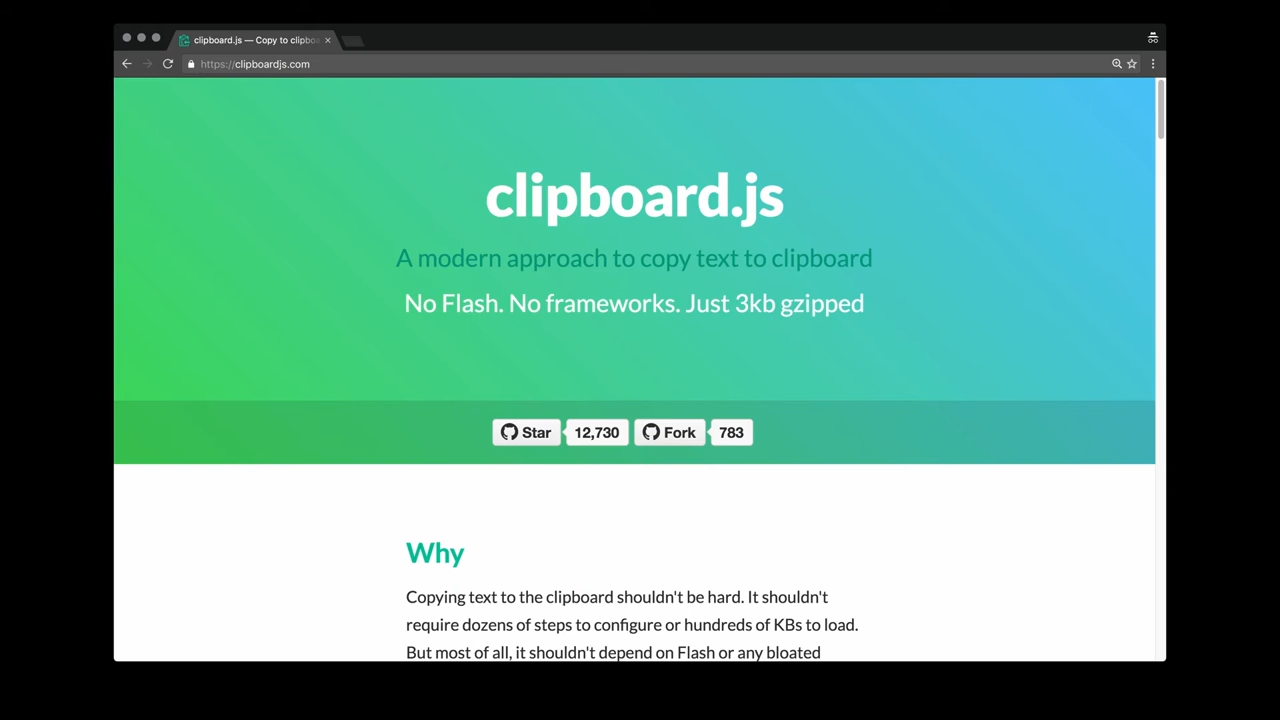 clipboard.js — Copy to clipbo
https://clipboardjs.com
clipboard.js
A modern approach to copy text to clipboard
No Flash. No frameworks. Just 3kb gzipped
Star 12,730 Fork 783
Why
Copying text to the clipboard shouldn't be hard. It shouldn't
require dozens of steps to configure or hundreds of KBs to load.
But most of all, it shouldn't depend on Flash or any bloated